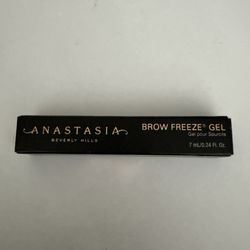 ANASTASIA
BEVERLY HILLS
BROW FREEZE® GEL
Gel pour Sourcils
7 mL/0.24 Fl. Oz.